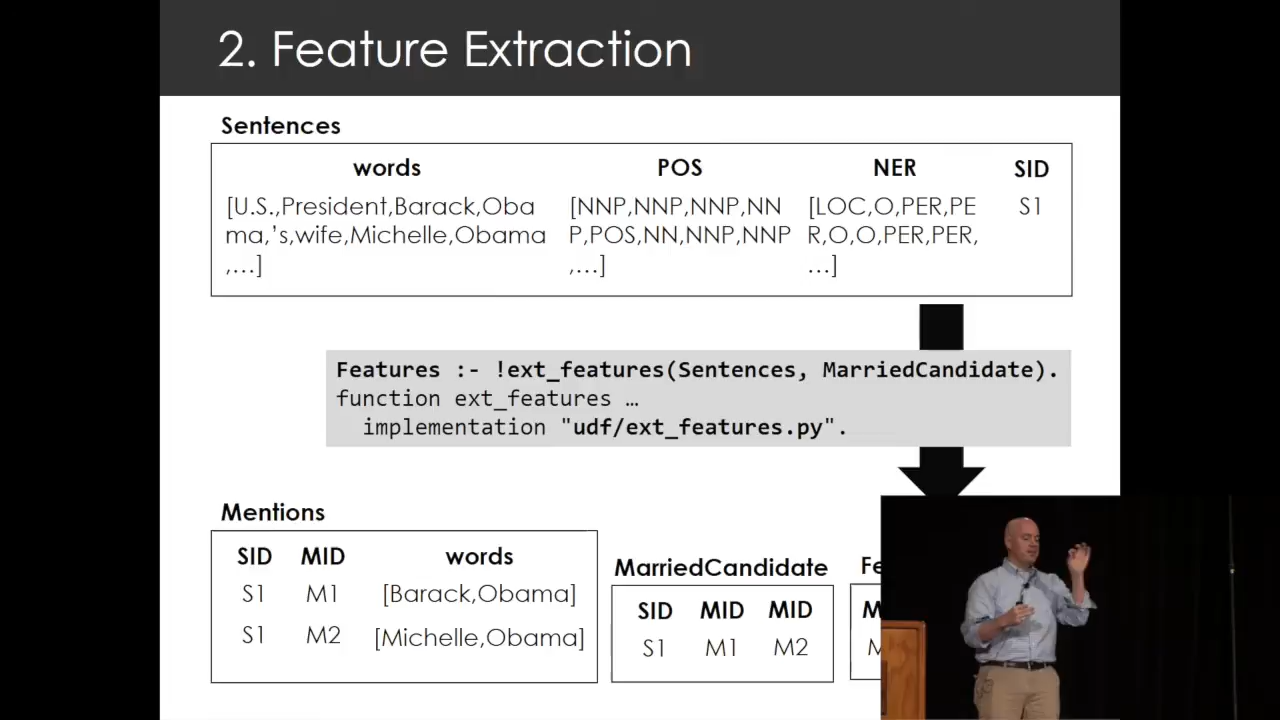 2. Feature Extraction
Sentences
words POS NER SID
[U.S.,President,Barack,Oba [NNP,NNP,NNP,NN [LOC,O,PER,PE S1
ma,'s,wife,Michelle,Obama P,POS,NN,NNP,NNP R,O,O,PER,PER,
,…] ,…] …]
Features :- !ext_features(Sentences, MarriedCandidate).
function ext_features …
implementation "udf/ext_features.py".
Mentions
SID MID words
S1 M1 [Barack,Obama]
S1 M2 [Michelle,Obama]
MarriedCandidate
SID MID MID
S1 M1 M2